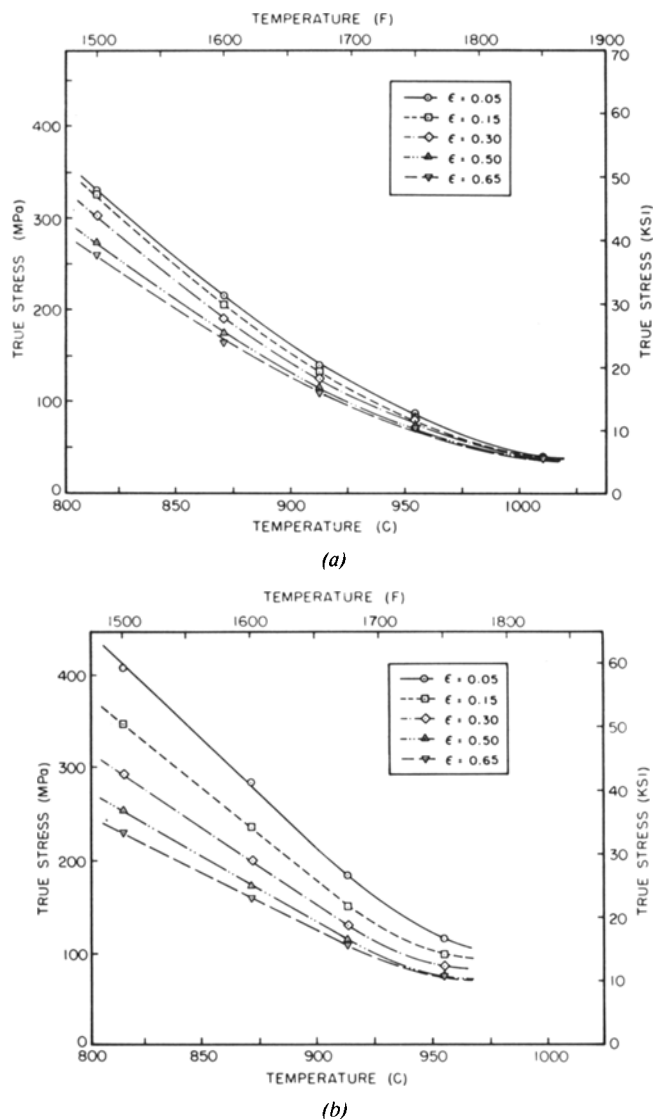 TEMPERATURE (F)
1500 1600 1700 1800 1900
70
60
50
40
30
20
10
0
TRUE STRESS (KSI)
ϵ = 0.05
ϵ = 0.15
ϵ = 0.30
ϵ = 0.50
ϵ = 0.65
400
300
200
100
0
TRUE STRESS (MPa)
800 850 900 950 1000
TEMPERATURE (C)
(a)
TEMPERATURE (F)
1500 1600 1700 1800
60
50
40
30
20
10
0
TRUE STRESS (KSI)
ϵ = 0.05
ϵ = 0.15
ϵ = 0.30
ϵ = 0.50
ϵ = 0.65
400
300
200
100
0
TRUE STRESS (MPa)
800 850 900 950 1000
TEMPERATURE (C)
(b)